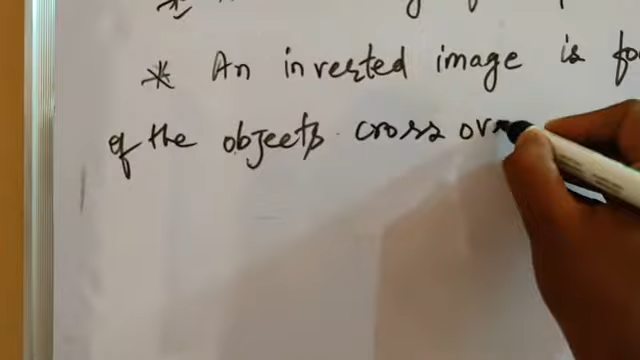 * An inverted image is fo
of the objects cross ov